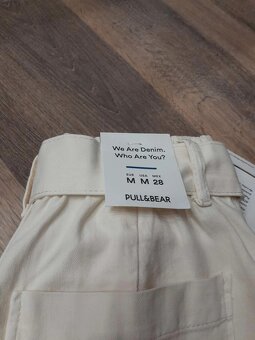 We Are Denim.
Who Are You?
EUR USA MEX
M M 28
PULL&BEAR